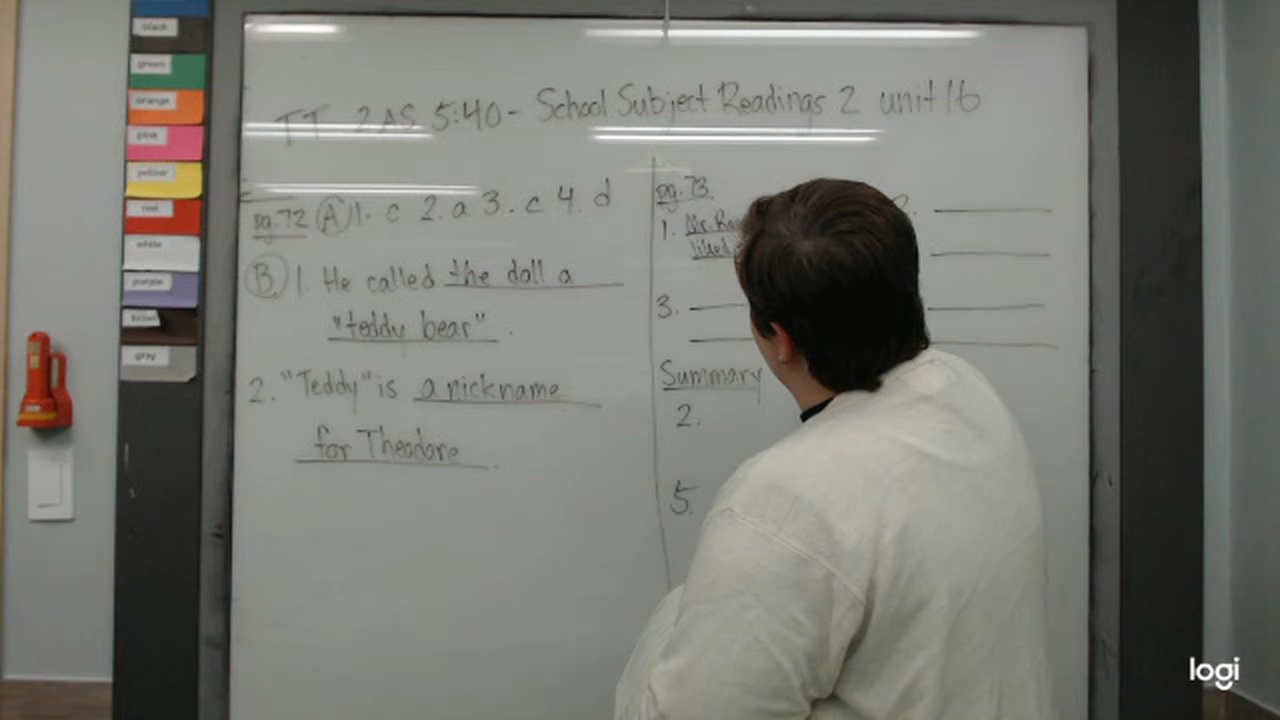 black
green
orange
pink
yellow
red
white
purple
brown
gray
TT 2AS 5:40 - School Subject Readings 2 unit 16
pg. 72 A 1. c 2. a 3. c 4. d
B 1. He called the doll a
"teddy bear".
2. "Teddy" is a nickname
for Theodore.
pg. 73
1. Mr.
liked
3.
Summary
2.
5.
logi